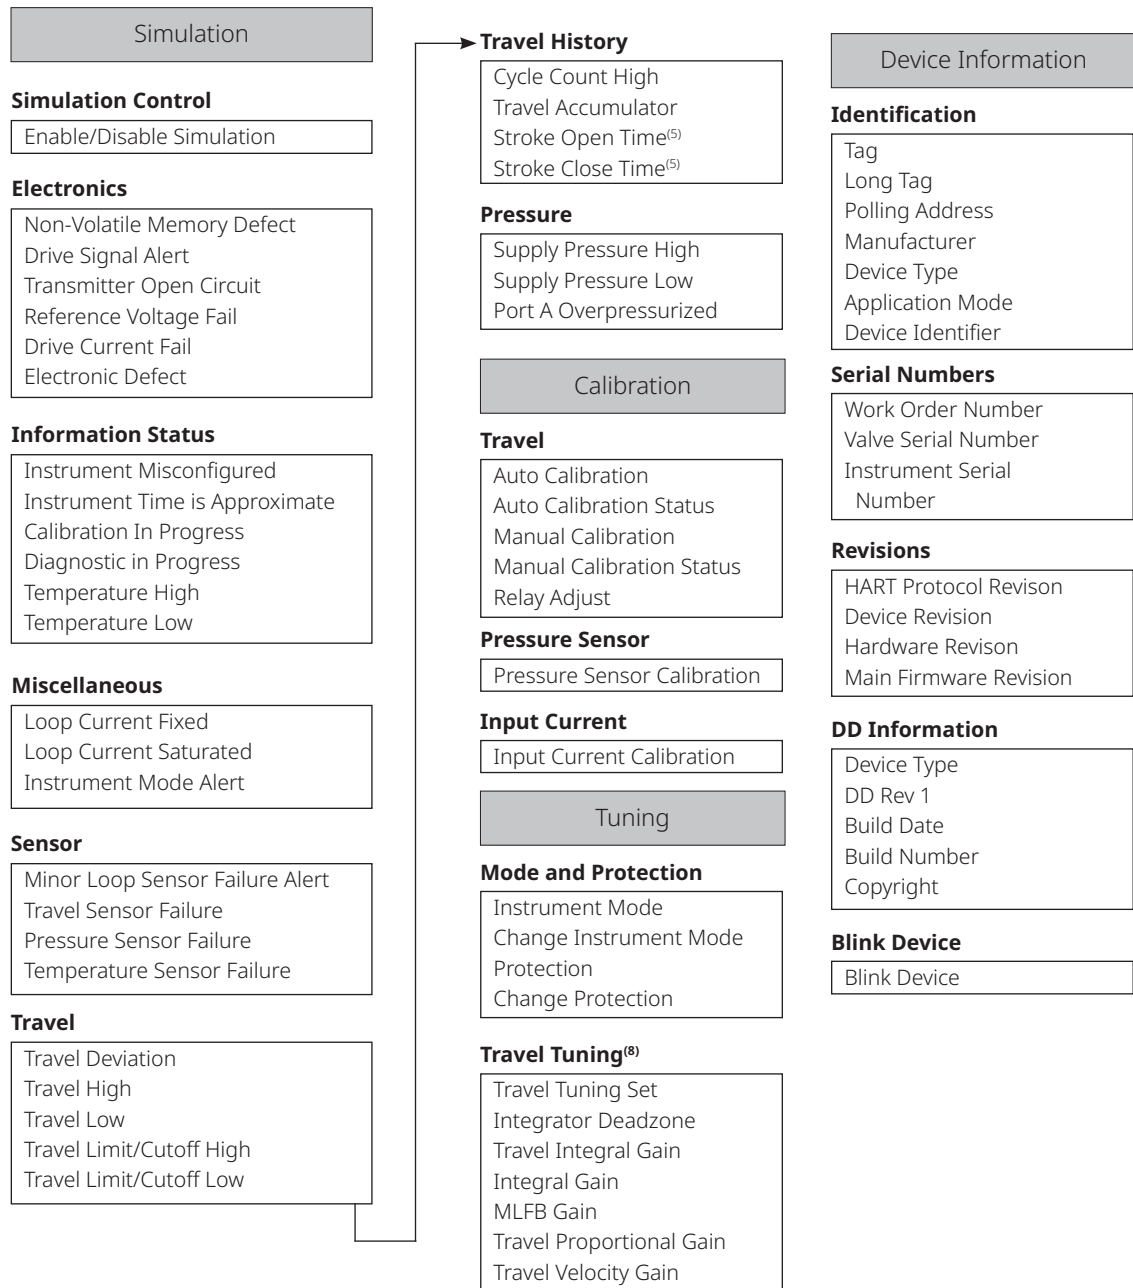 Simulation
Simulation Control
Enable/Disable Simulation
Electronics
Non-Volatile Memory Defect
Drive Signal Alert
Transmitter Open Circuit
Reference Voltage Fail
Drive Current Fail
Electronic Defect
Information Status
Instrument Misconfigured
Instrument Time is Approximate
Calibration In Progress
Diagnostic in Progress
Temperature High
Temperature Low
Miscellaneous
Loop Current Fixed
Loop Current Saturated
Instrument Mode Alert
Sensor
Minor Loop Sensor Failure Alert
Travel Sensor Failure
Pressure Sensor Failure
Temperature Sensor Failure
Travel
Travel Deviation
Travel High
Travel Low
Travel Limit/Cutoff High
Travel Limit/Cutoff Low
Travel History
Cycle Count High
Travel Accumulator
Stroke Open Time(5)
Stroke Close Time(5)
Pressure
Supply Pressure High
Supply Pressure Low
Port A Overpressurized
Calibration
Travel
Auto Calibration
Auto Calibration Status
Manual Calibration
Manual Calibration Status
Relay Adjust
Pressure Sensor
Pressure Sensor Calibration
Input Current
Input Current Calibration
Tuning
Mode and Protection
Instrument Mode
Change Instrument Mode
Protection
Change Protection
Travel Tuning(8)
Travel Tuning Set
Integrator Deadzone
Travel Integral Gain
Integral Gain
MLFB Gain
Travel Proportional Gain
Travel Velocity Gain
Device Information
Identification
Tag
Long Tag
Polling Address
Manufacturer
Device Type
Application Mode
Device Identifier
Serial Numbers
Work Order Number
Valve Serial Number
Instrument Serial
Number
Revisions
HART Protocol Revison
Device Revision
Hardware Revison
Main Firmware Revision
DD Information
Device Type
DD Rev 1
Build Date
Build Number
Copyright
Blink Device
Blink Device